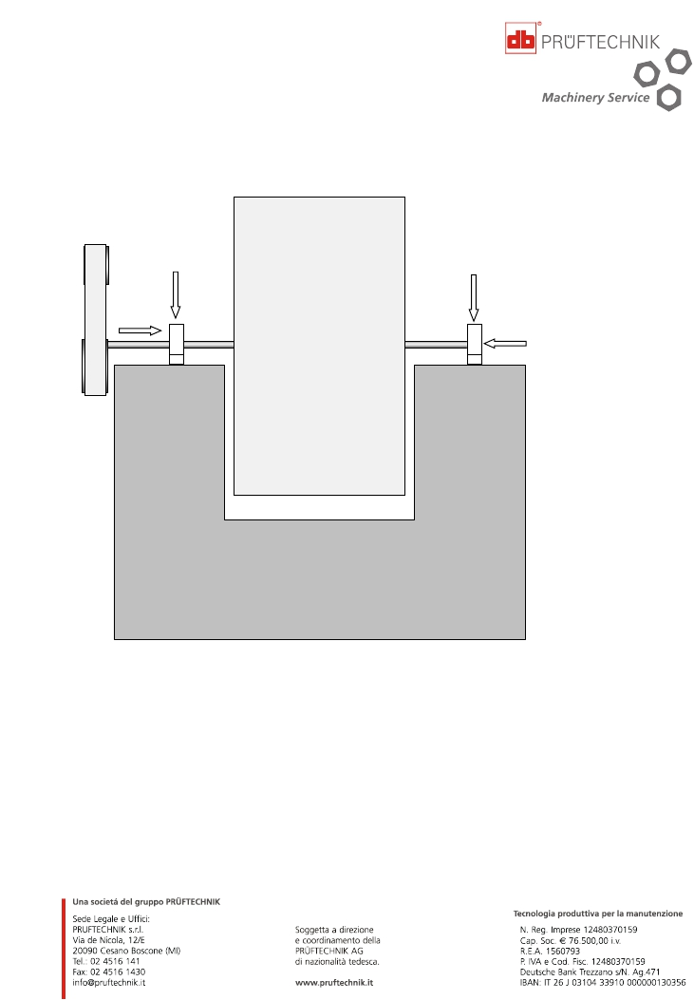 db ® PRÜFTECHNIK
Machinery Service
Una societá del gruppo PRÜFTECHNIK
Sede Legale e Uffici:
PRUFTECHNIK s.r.l.
Via de Nicola, 12/E
20090 Cesano Boscone (MI)
Tel.: 02 4516 141
Fax: 02 4516 1430
info@pruftechnik.it
Soggetta a direzione
e coordinamento della
PRÜFTECHNIK AG
di nazionalità tedesca.
www.pruftechnik.it
Tecnologia produttiva per la manutenzione
N. Reg. Imprese 12480370159
Cap. Soc. € 76.500,00 i.v.
R.E.A. 1560793
P. IVA e Cod. Fisc. 12480370159
Deutsche Bank Trezzano s/N. Ag.471
IBAN: IT 26 J 03104 33910 000000130356